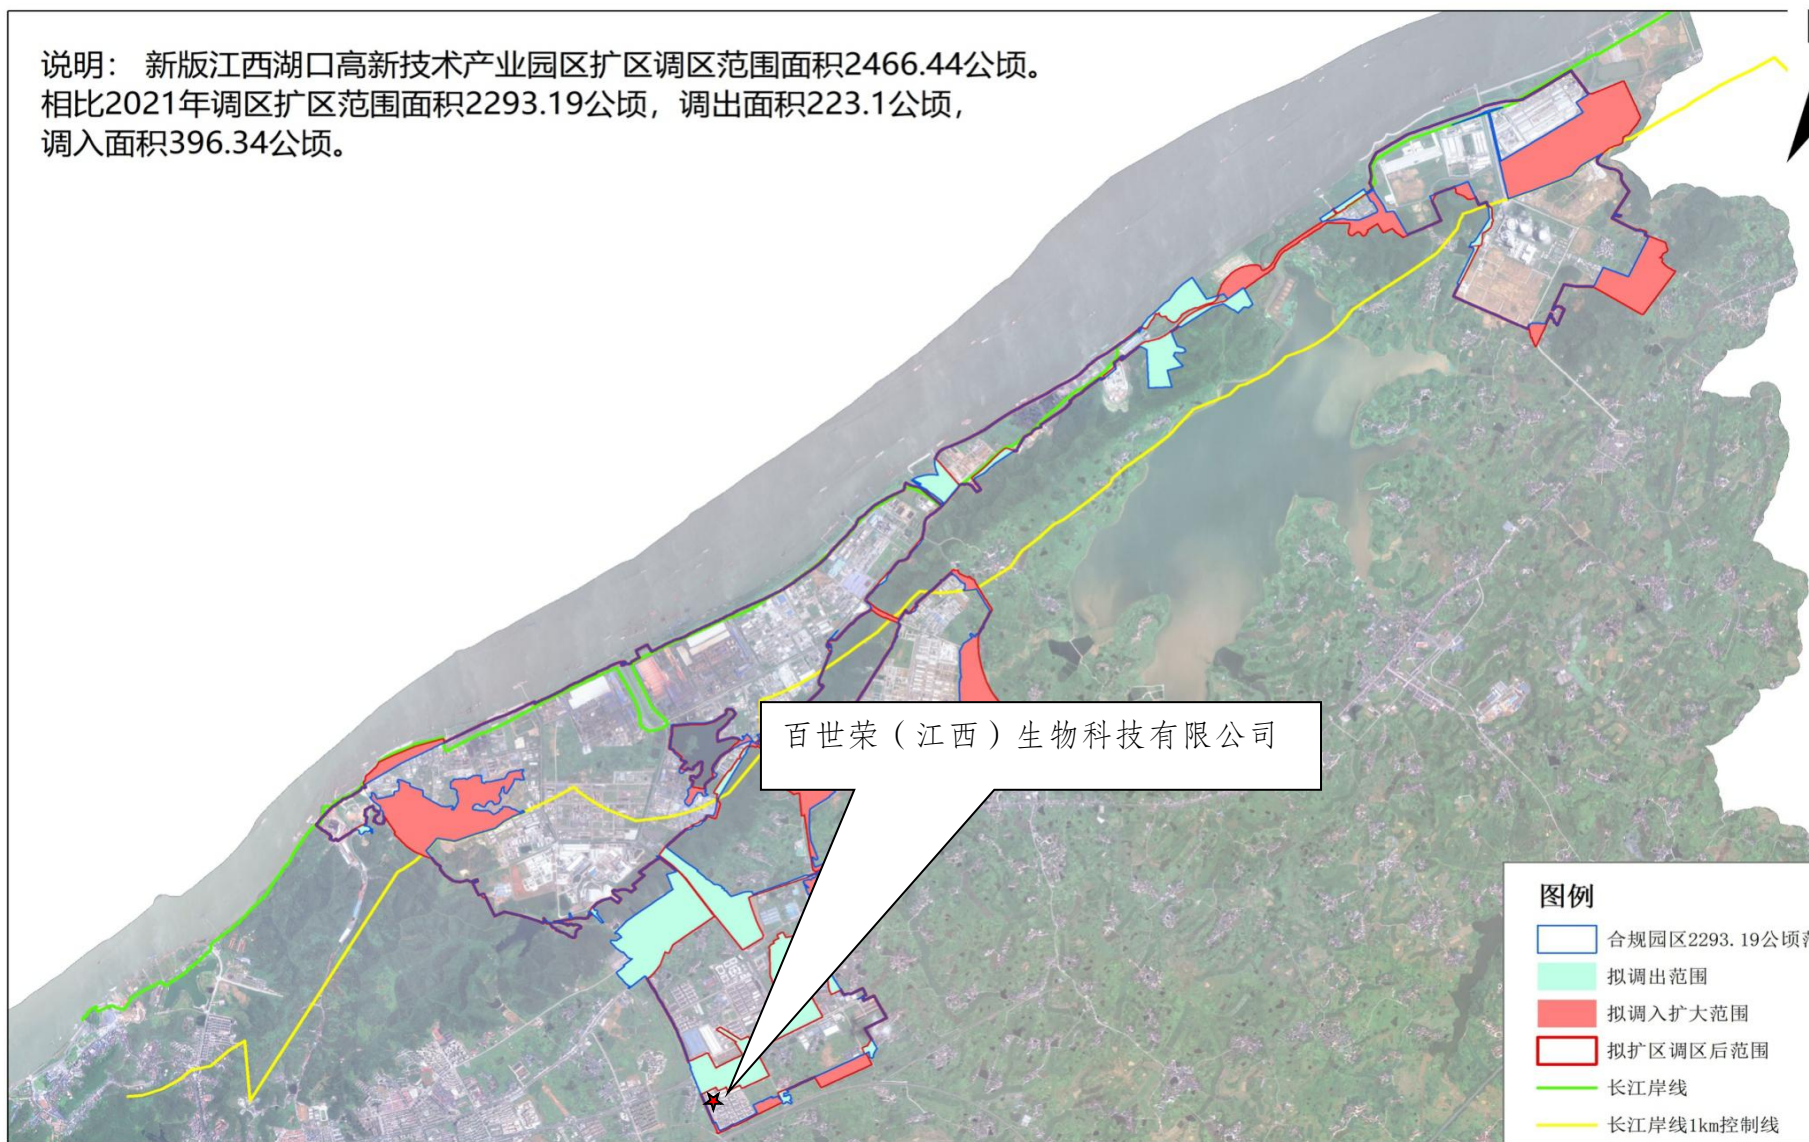 说明： 新版江西湖口高新技术产业园区扩区调区范围面积2466.44公顷。
相比2021年调区扩区范围面积2293.19公顷，调出面积223.1公顷，
调入面积396.34公顷。
百世荣（江西）生物科技有限公司
图例
合规园区2293.19公顷
拟调出范围
拟调入扩大范围
拟扩区调区后范围
长江岸线
长江岸线1km控制线